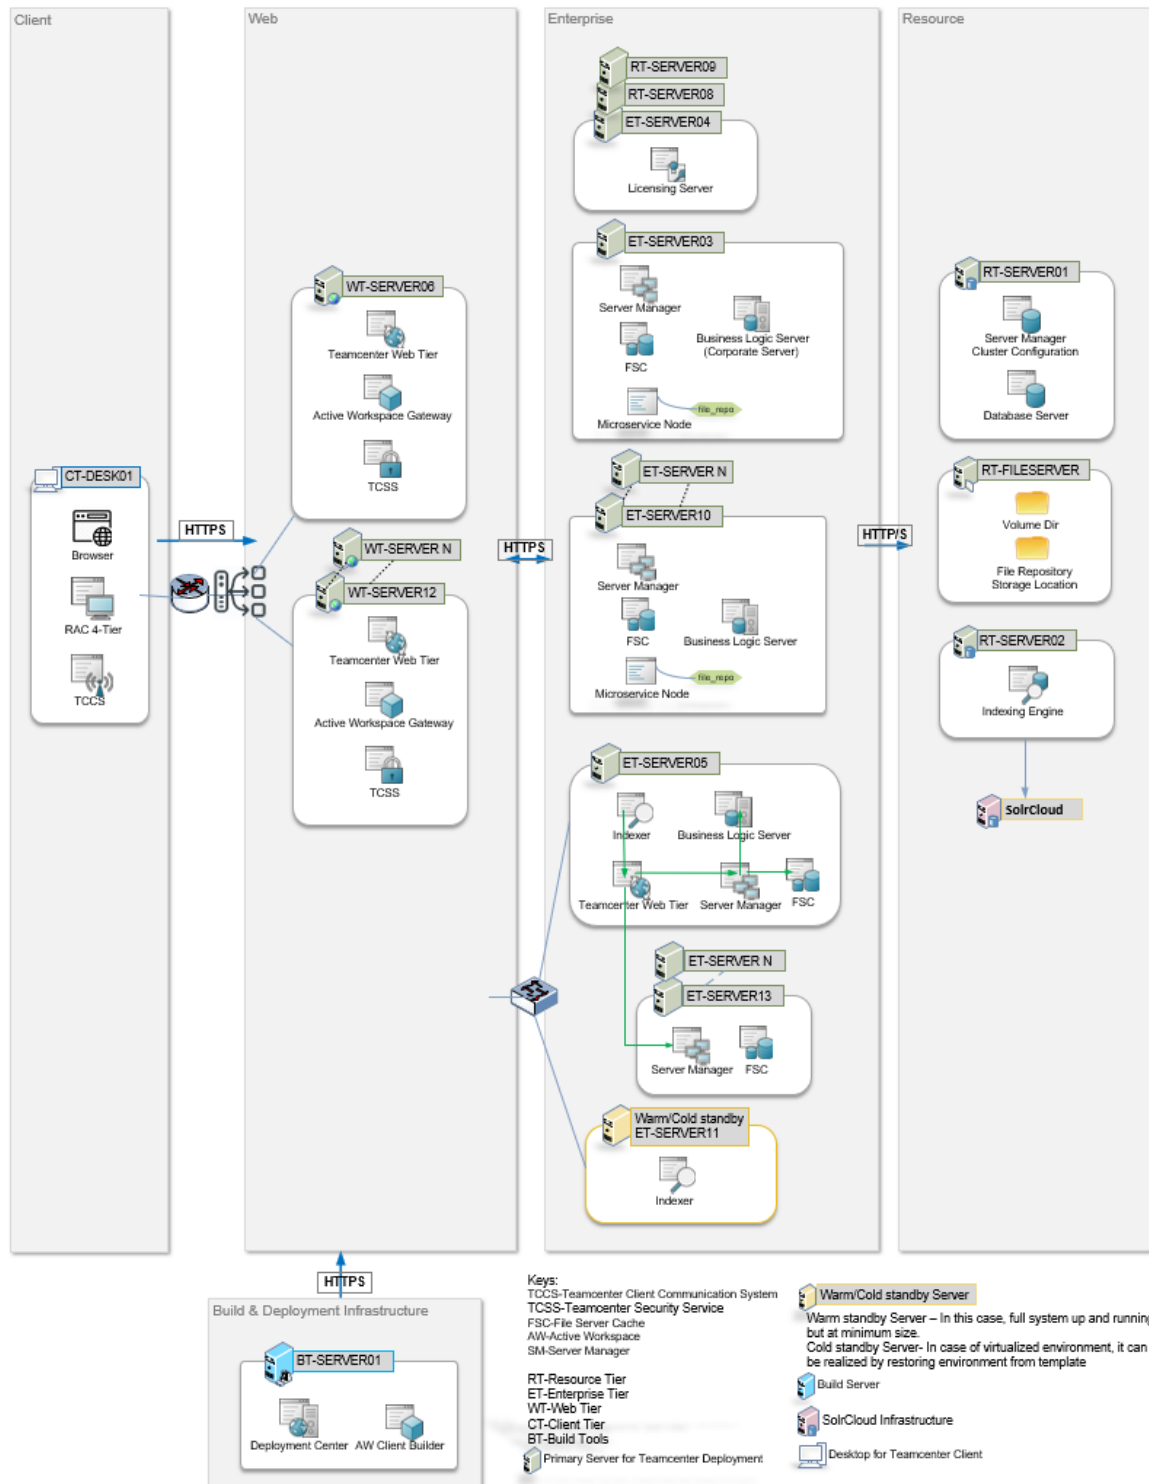 Client
CT-DESK01
Browser
RAC 4-Tier
TCCS
HTTPS
Web
WT-SERVER06
Teamcenter Web Tier
Active Workspace Gateway
TCSS
WT-SERVER N
WT-SERVER12
Teamcenter Web Tier
Active Workspace Gateway
TCSS
HTTPS
Enterprise
RT-SERVER09
RT-SERVER08
ET-SERVER04
Licensing Server
ET-SERVER03
Server Manager
Business Logic Server
(Corporate Server)
FSC
Microservice Node
file_repo
ET-SERVER N
ET-SERVER10
Server Manager
FSC
Business Logic Server
Microservice Node
file_repo
ET-SERVER05
Indexer
Business Logic Server
Teamcenter Web Tier
Server Manager
FSC
ET-SERVER N
ET-SERVER13
Server Manager
FSC
Warm/Cold standby
ET-SERVER11
Indexer
HTTP/S
Resource
RT-SERVER01
Server Manager
Cluster Configuration
Database Server
RT-FILESERVER
Volume Dir
File Repository
Storage Location
RT-SERVER02
Indexing Engine
SolrCloud
HTTPS
Build & Deployment Infrastructure
BT-SERVER01
Deployment Center
AW Client Builder
Keys:
TCCS-Teamcenter Client Communication System
TCSS-Teamcenter Security Service
FSC-File Server Cache
AW-Active Workspace
SM-Server Manager
RT-Resource Tier
ET-Enterprise Tier
WT-Web Tier
CT-Client Tier
BT-Build Tools
Primary Server for Teamcenter Deployment
Warm/Cold standby Server
Warm standby Server – In this case, full system up and running
but at minimum size.
Cold standby Server- In case of virtualized environment, it can
be realized by restoring environment from template
Build Server
SolrCloud Infrastructure
Desktop for Teamcenter Client